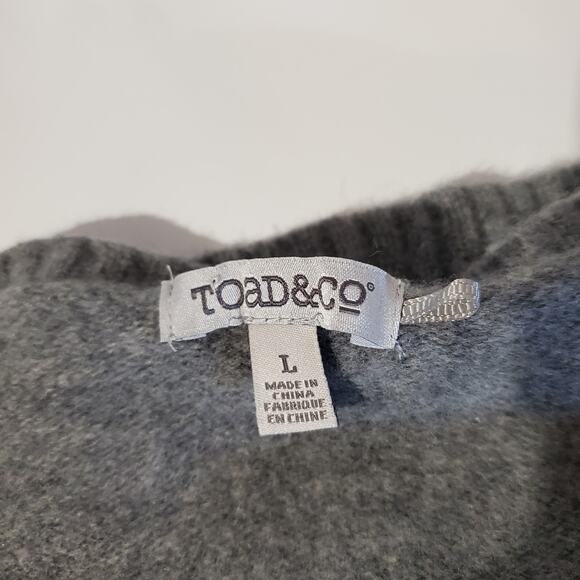 TOAD&CO®
L
MADE IN
CHINA
FABRIQUE
EN CHINE